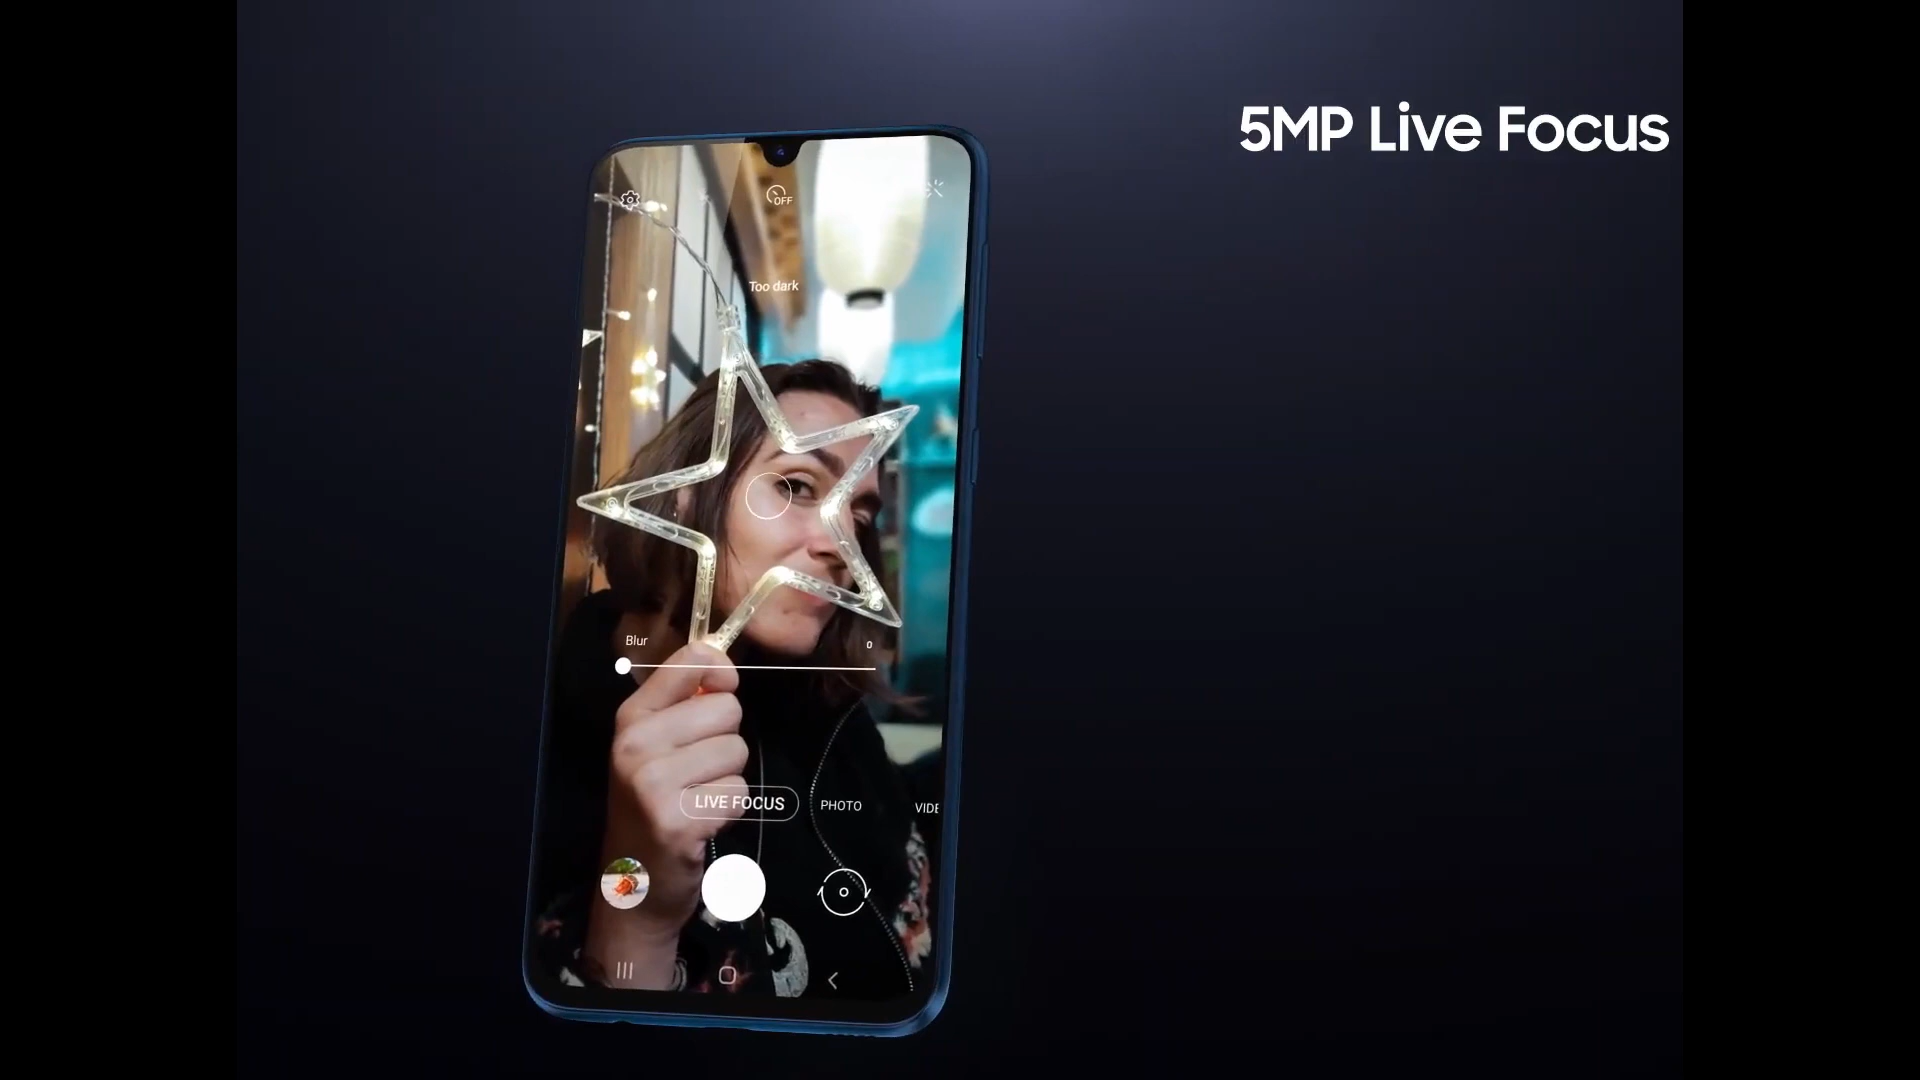 5MP Live Focus
OFF
Too dark
Blur
0
LIVE FOCUS
PHOTO
VIDE